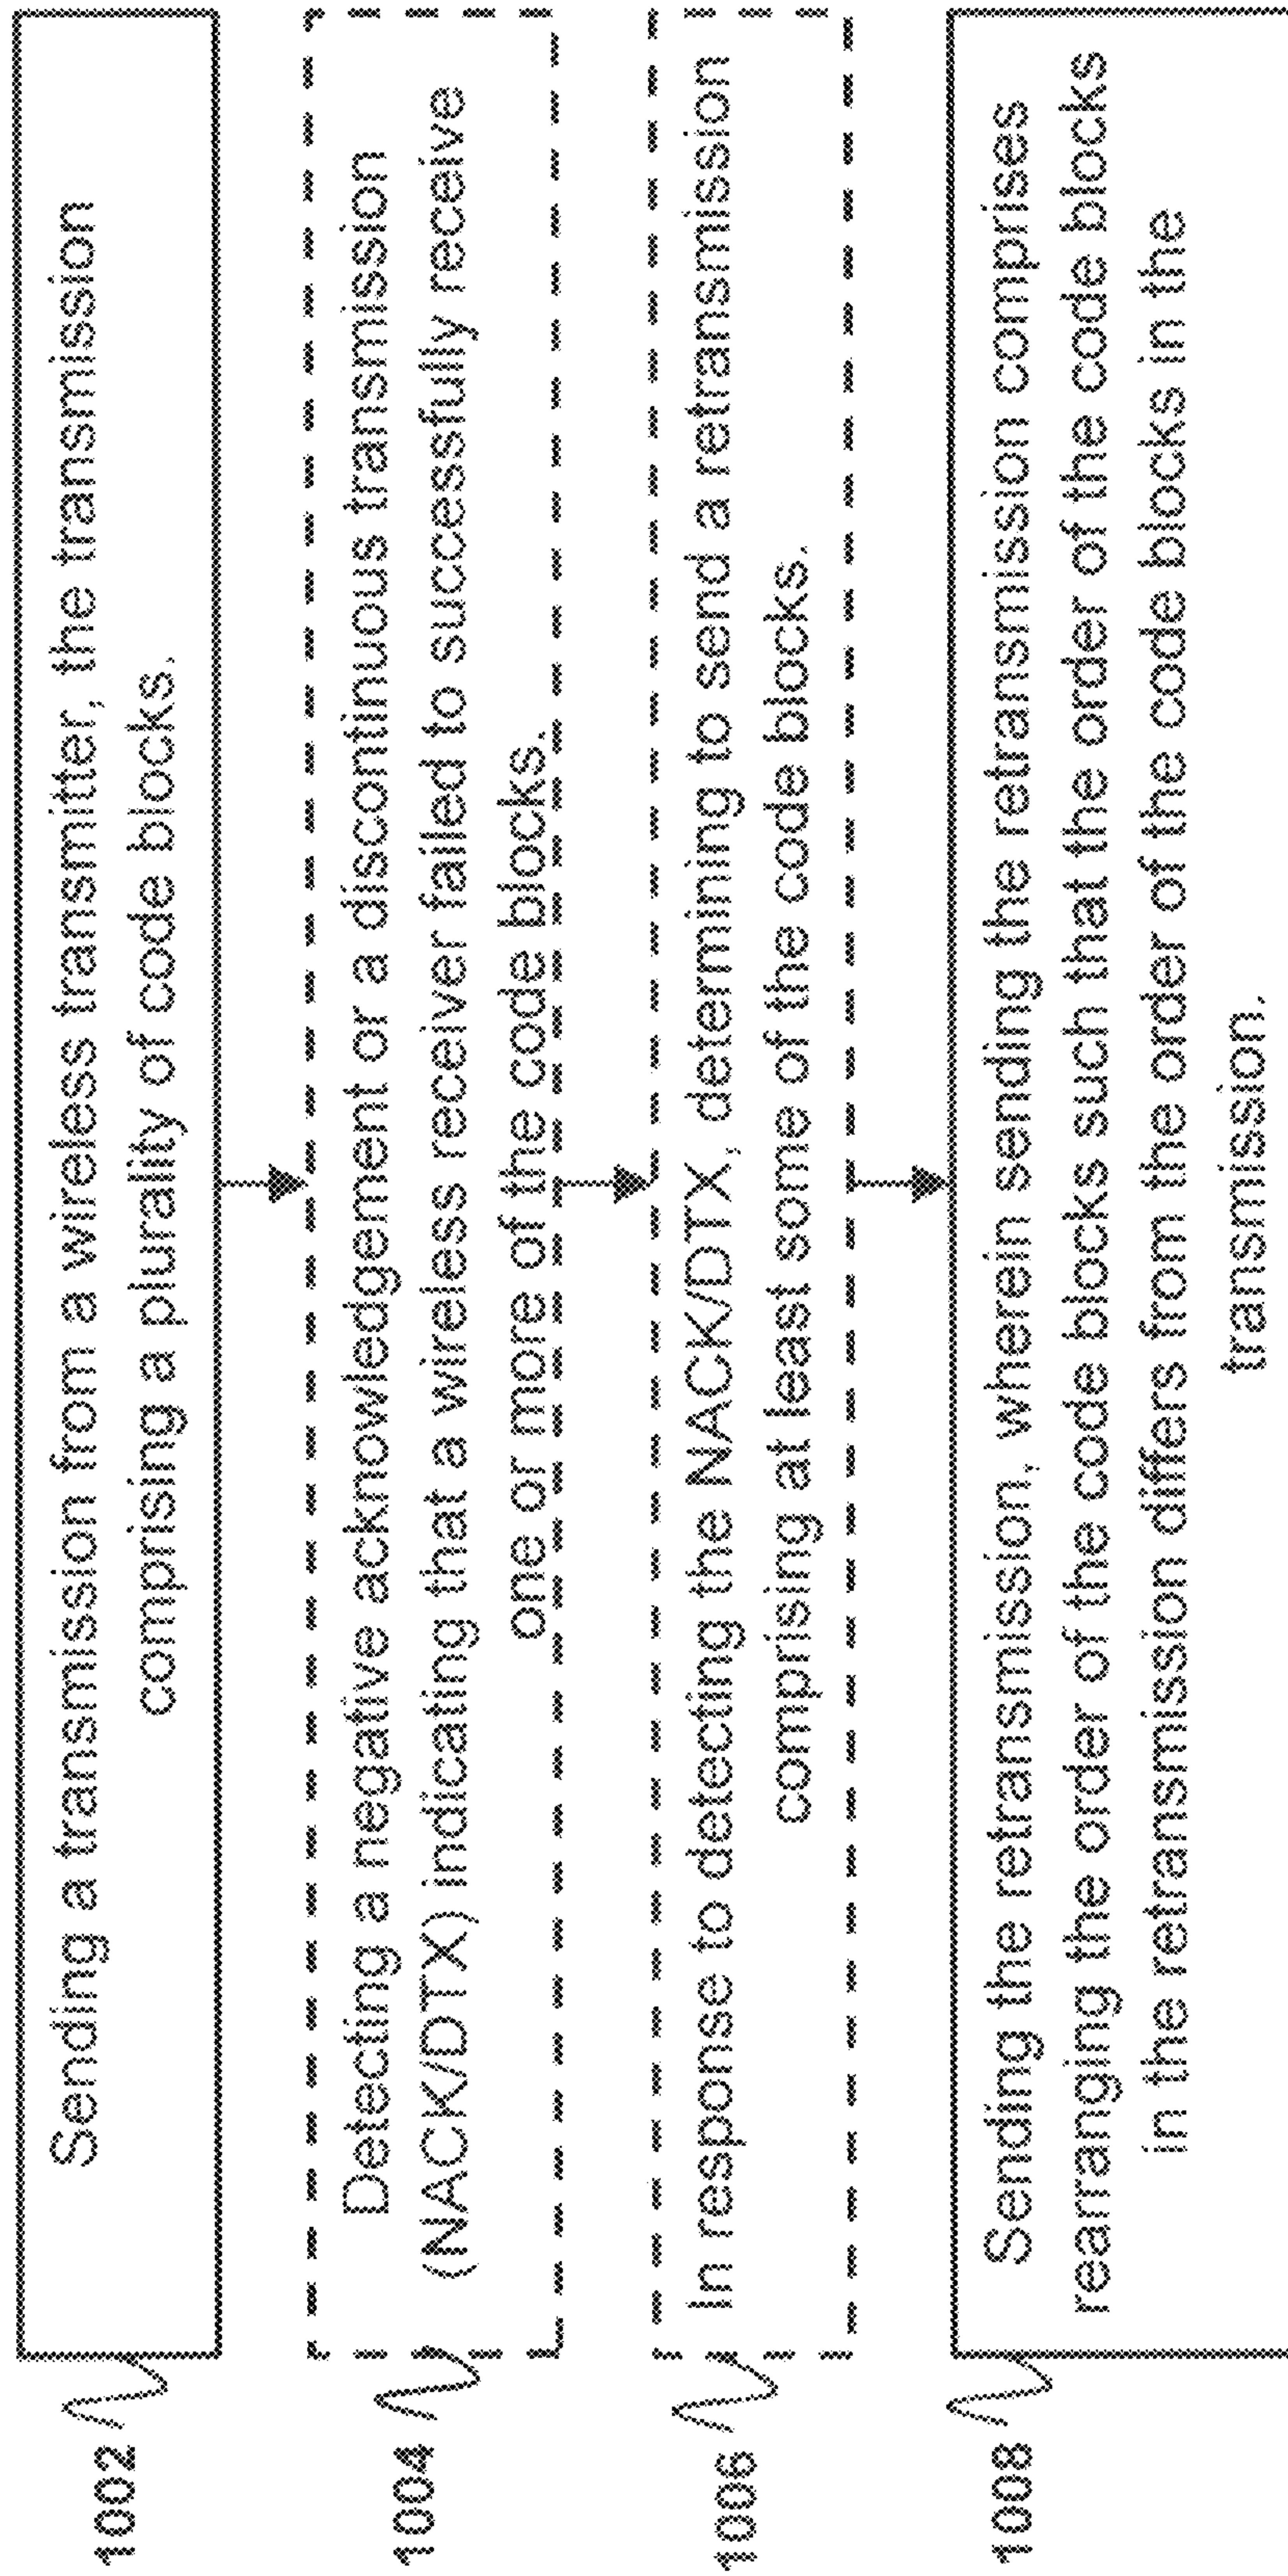 1002
Sending a transmission from a wireless transmitter, the transmission
comprising a plurality of code blocks.
1004
Detecting a negative acknowledgement or a discontinuous transmission
(NACK/DTX) indicating that a wireless receiver failed to successfully receive
one or more of the code blocks.
1006
In response to detecting the NACK/DTX, determining to send a retransmission
comprising at least some of the code blocks.
1008
Sending the retransmission, wherein sending the retransmission comprises
rearranging the order of the code blocks such that the order of the code blocks
in the retransmission differs from the order of the code blocks in the
transmission.